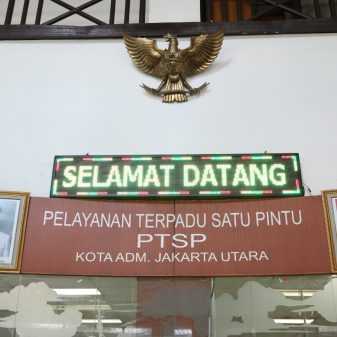 SELAMAT DATANG
PELAYANAN TERPADU SATU PINTU
PTSP
KOTA ADM. JAKARTA UTARA